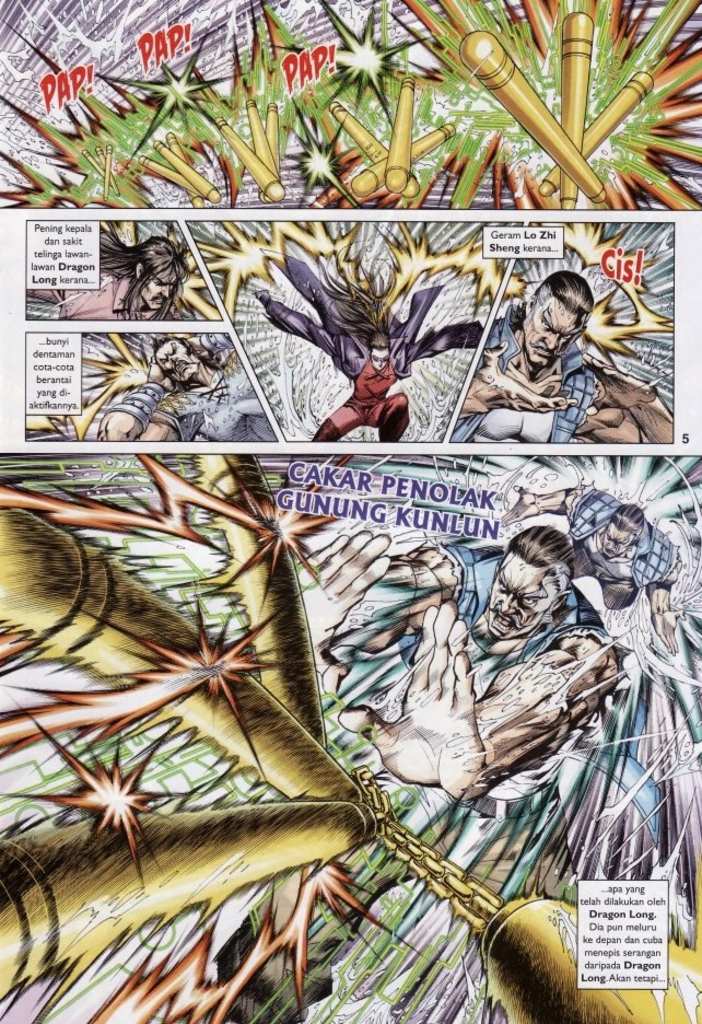 PAP!
PAP!
PAP!
Pening kepala
dan sakit
telinga lawan-
lawan Dragon
Long kerana...
...bunyi
dentaman
cota-cota
berantai
yang di-
aktifkannya.
Geram Lo Zhi
Sheng kerana...
Cis!
5
CAKAR PENOLAK
GUNUNG KUNLUN
...apa yang
telah dilakukan oleh
Dragon Long.
Dia pun meluru
ke depan dan cuba
menepis serangan
daripada Dragon
Long. Akan tetapi...